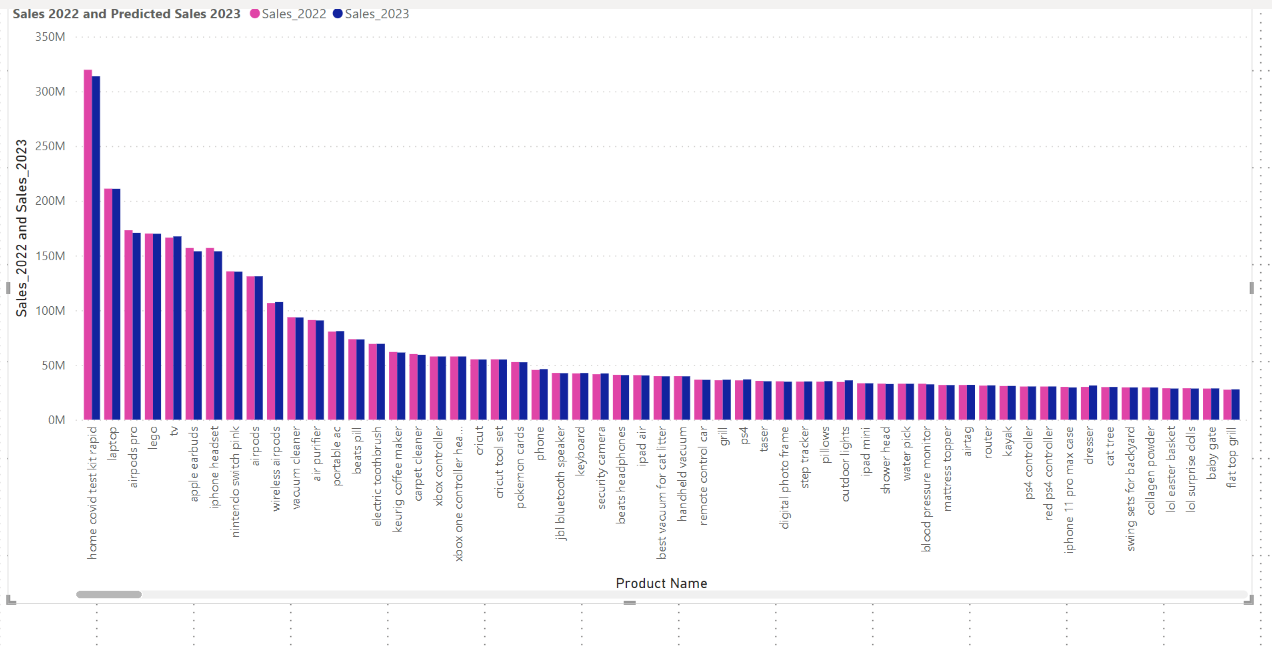 Sales 2022 and Predicted Sales 2023 Sales_2022 Sales_2023
350M
300M
250M
200M
150M
100M
50M
0M
Sales_2022 and Sales_2023
home covid test kit rapid
laptop
airpods pro
lego
tv
apple earbuds
iphone headset
nintendo switch pink
airpods
wireless airpods
vacuum cleaner
air purifier
portable ac
beats pill
electric toothbrush
keurig coffee maker
carpet cleaner
xbox controller
xbox one controller hea...
cricut
cricut tool set
pokemon cards
phone
jbl bluetooth speaker
keyboard
security camera
beats headphones
ipad air
best vacuum for cat litter
handheld vacuum
remote control car
grill
ps4
taser
digital photo frame
step tracker
pillows
outdoor lights
ipad mini
shower head
water pick
blood pressure monitor
mattress topper
airtag
router
kayak
ps4 controller
red ps4 controller
iphone 11 pro max case
dresser
cat tree
swing sets for backyard
collagen powder
lol easter basket
lol surprise dolls
baby gate
flat top grill
Product Name